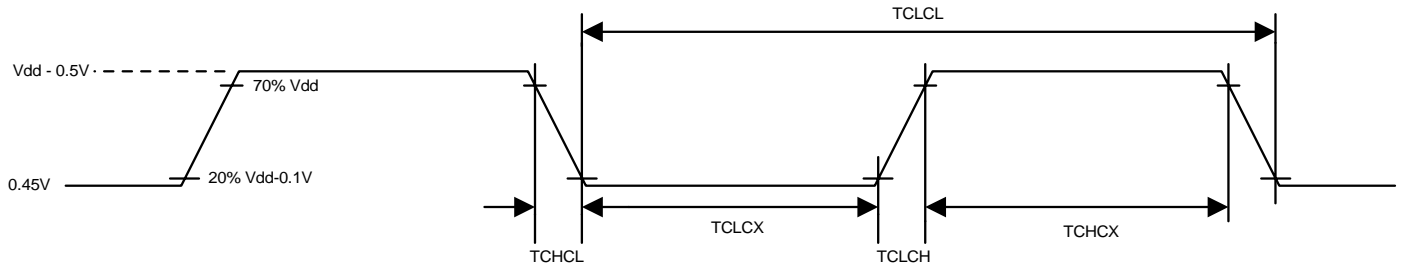 TCLCL
Vdd - 0.5V
70% Vdd
0.45V
20% Vdd-0.1V
TCLCX
TCHCX
TCHCL
TCLCH